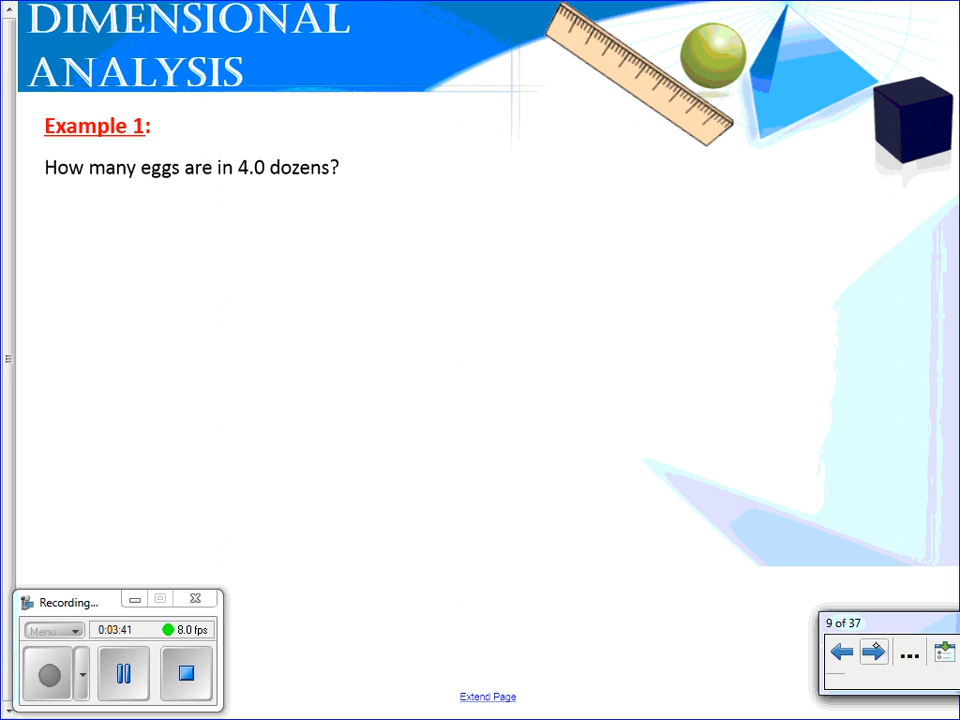 DIMENSIONAL
ANALYSIS
Example 1:
How many eggs are in 4.0 dozens?
Recording...
Menu
0:03:41
8.0 fps
9 of 37
...
Extend Page